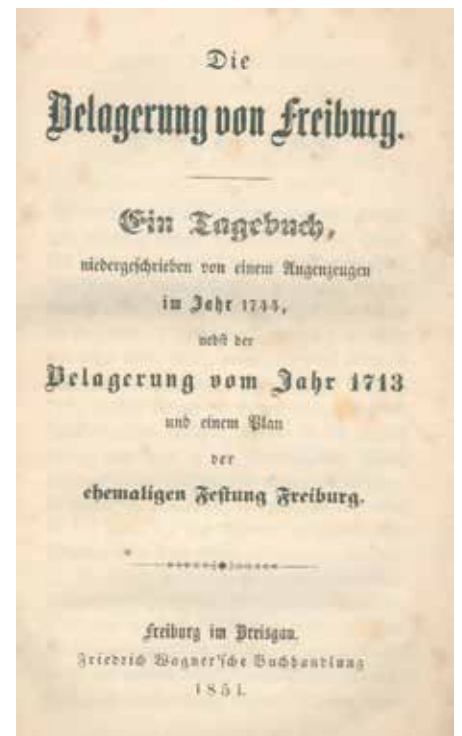 Die
Belagerung von Freiburg.
Ein Tagebuch,
niedergeschrieben von einem Augenzeugen
im Jahr 1744,
nebst der
Belagerung vom Jahr 1713
und einem Plan
der
ehemaligen Festung Freiburg.
Freiburg im Breisgau.
Friedrich Wagner'sche Buchhandlung
1851.